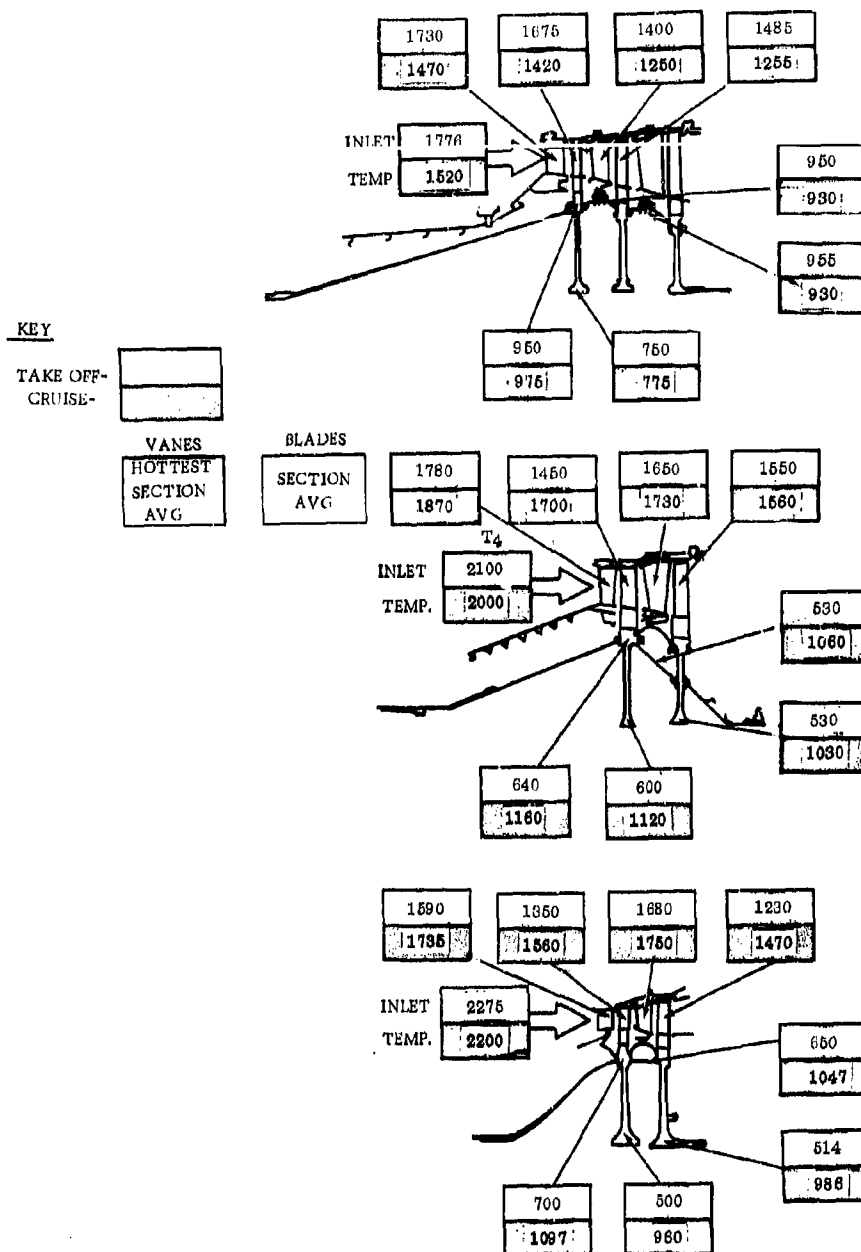 1730 1675 1400 1485
1470 1420 1250 1255
INLET 1776
TEMP 1520
950
930
955
930
950 750
975 775
KEY
TAKE OFF-
CRUISE-
VANES BLADES
HOTTEST SECTION AVG
SECTION AVG
1780 1450 1650 1550
1870 1700 1730 1560
T4
INLET 2100
TEMP. 2000
530
1060
530
1030
640 600
1160 1120
1590 1350 1680 1230
1735 1560 1750 1470
INLET 2275
TEMP. 2200
650
1047
514
986
700 500
1097 960